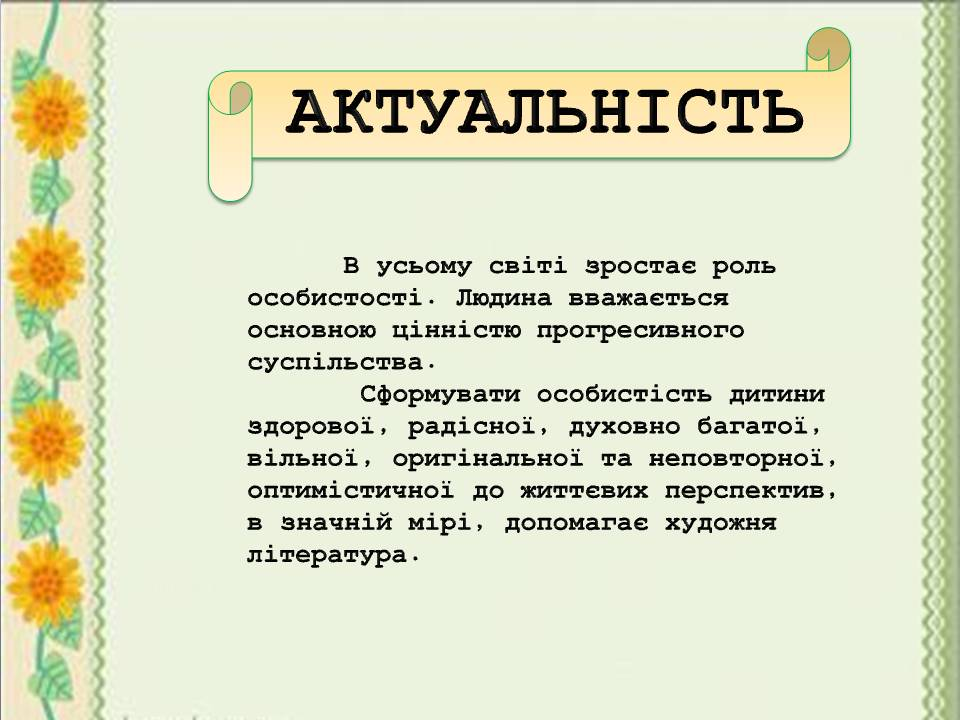 АКТУАЛЬНІСТЬ
В усьому світі зростає роль
особистості. Людина вважається
основною цінністю прогресивного
суспільства.
Сформувати особистість дитини
здорової, радісної, духовно багатої,
вільної, оригінальної та неповторної,
оптимістичної до життєвих перспектив,
в значній мірі, допомагає художня
література.